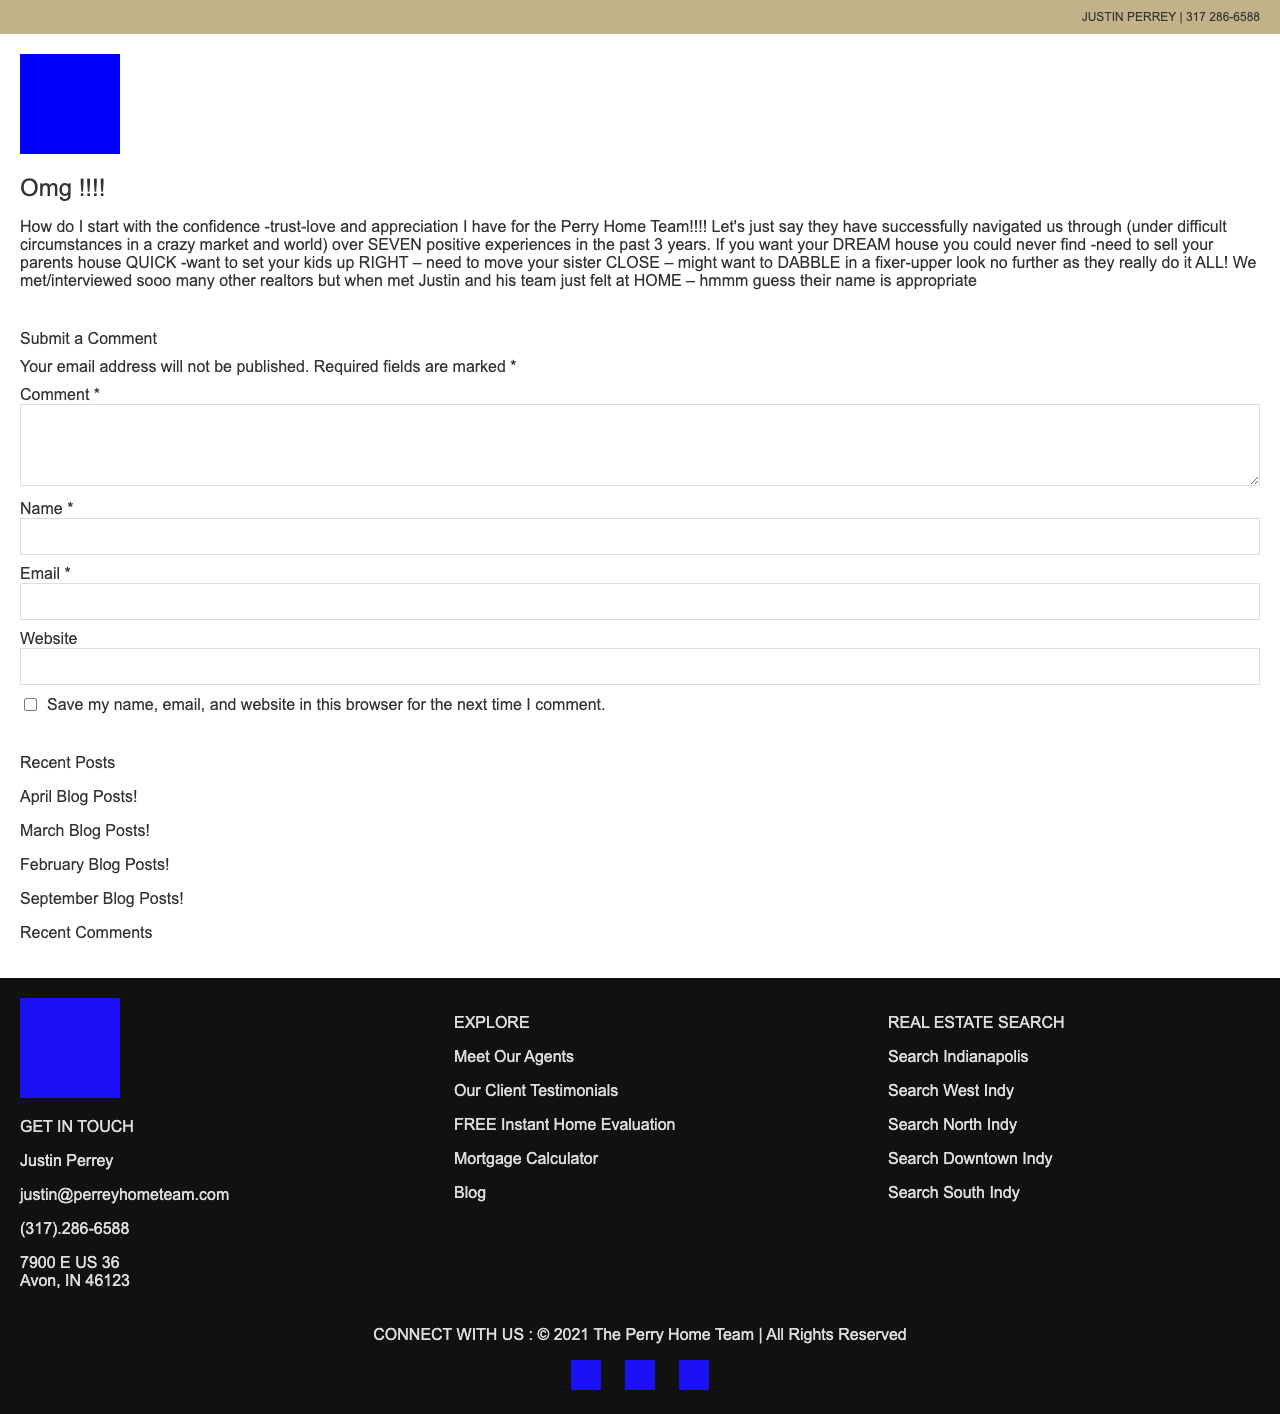 JUSTIN PERREY | 317 286-6588
Omg !!!!
How do I start with the confidence -trust-love and appreciation I have for the Perry Home Team!!!! Let's just say they have successfully navigated us through (under difficult
circumstances in a crazy market and world) over SEVEN positive experiences in the past 3 years. If you want your DREAM house you could never find -need to sell your
parents house QUICK -want to set your kids up RIGHT – need to move your sister CLOSE – might want to DABBLE in a fixer-upper look no further as they really do it ALL! We
met/interviewed sooo many other realtors but when met Justin and his team just felt at HOME – hmmm guess their name is appropriate
Submit a Comment
Your email address will not be published. Required fields are marked *
Comment *
Name *
Email *
Website
Save my name, email, and website in this browser for the next time I comment.
Recent Posts
April Blog Posts!
March Blog Posts!
February Blog Posts!
September Blog Posts!
Recent Comments
GET IN TOUCH
Justin Perrey
justin@perreyhometeam.com
(317).286-6588
7900 E US 36
Avon, IN 46123
EXPLORE
Meet Our Agents
Our Client Testimonials
FREE Instant Home Evaluation
Mortgage Calculator
Blog
REAL ESTATE SEARCH
Search Indianapolis
Search West Indy
Search North Indy
Search Downtown Indy
Search South Indy
CONNECT WITH US : © 2021 The Perry Home Team | All Rights Reserved